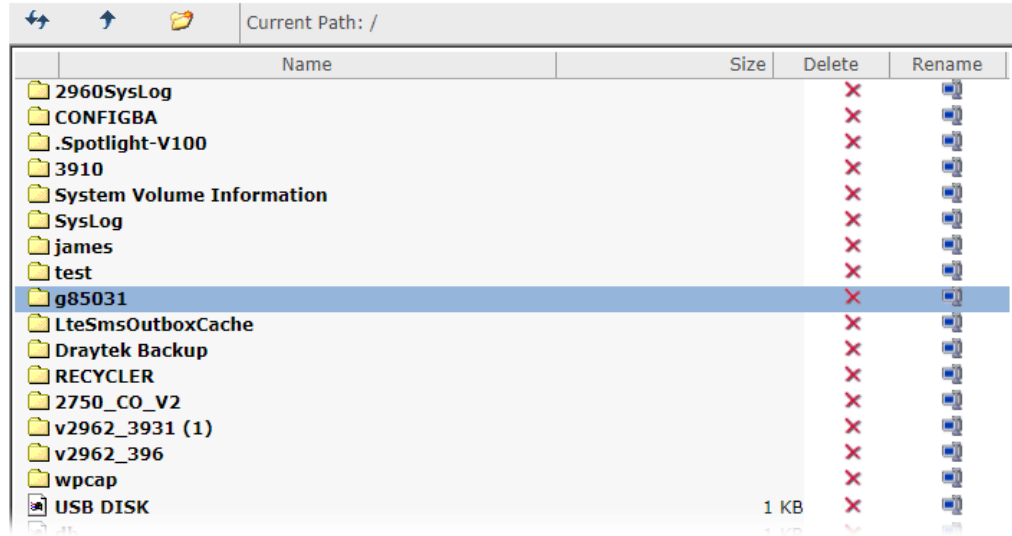 Current Path: /
Name Size Delete Rename
2960SysLog
CONFIGBA
.Spotlight-V100
3910
System Volume Information
SysLog
james
test
g85031
LteSmsOutboxCache
Draytek Backup
RECYCLER
2750_CO_V2
v2962_3931 (1)
v2962_396
wpcap
USB DISK 1 KB